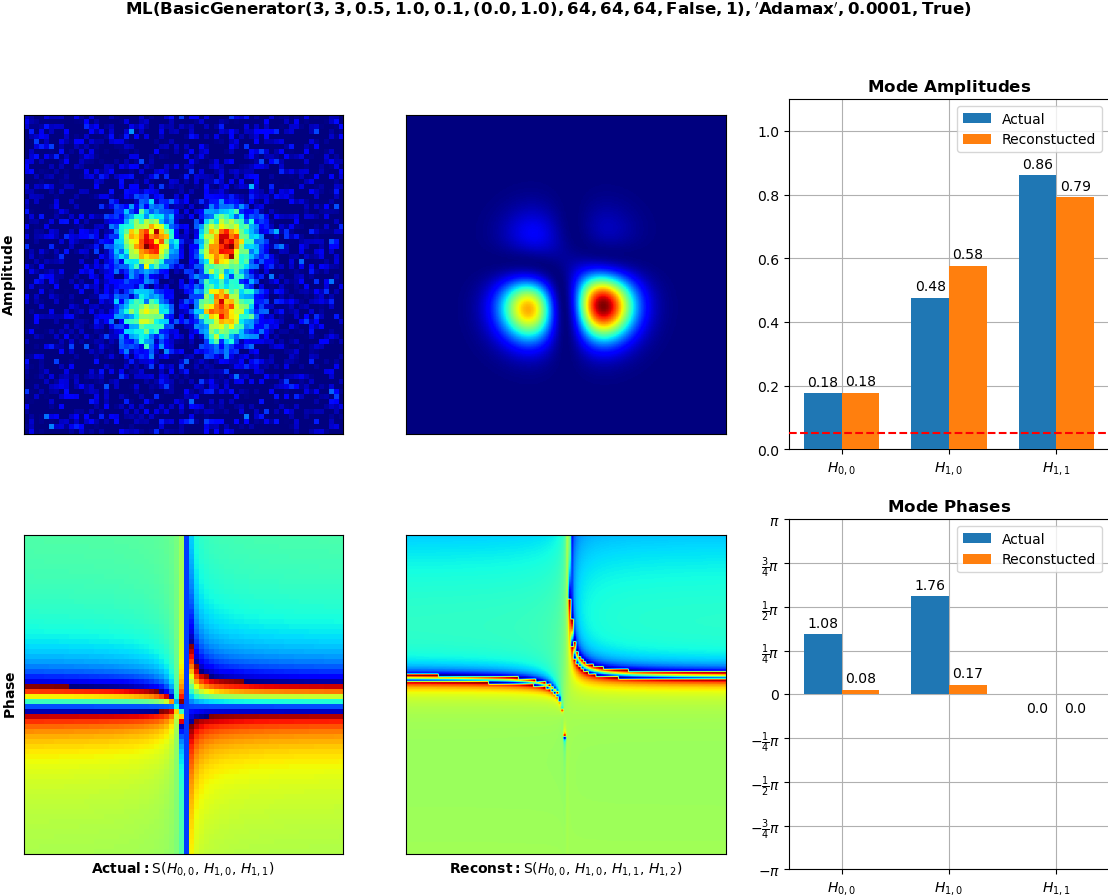 ML(BasicGenerator(3, 3, 0.5, 1.0, 0.1, (0.0, 1.0), 64, 64, 64, False, 1), ′Adamax′, 0.0001, True)
Amplitude
Mode Amplitudes
Actual
Reconstucted
1.0
0.8
0.6
0.4
0.2
0.0
0.18
0.18
0.48
0.58
0.86
0.79
H0,0
H1,0
H1,1
Phase
Actual: S(H0,0, H1,0, H1,1)
Reconst: S(H0,0, H1,0, H1,1, H1,2)
Mode Phases
Actual
Reconstucted
π
3/4π
1/2π
1/4π
0
−1/4π
−1/2π
−3/4π
−π
1.08
0.08
1.76
0.17
0.0
0.0
H0,0
H1,0
H1,1